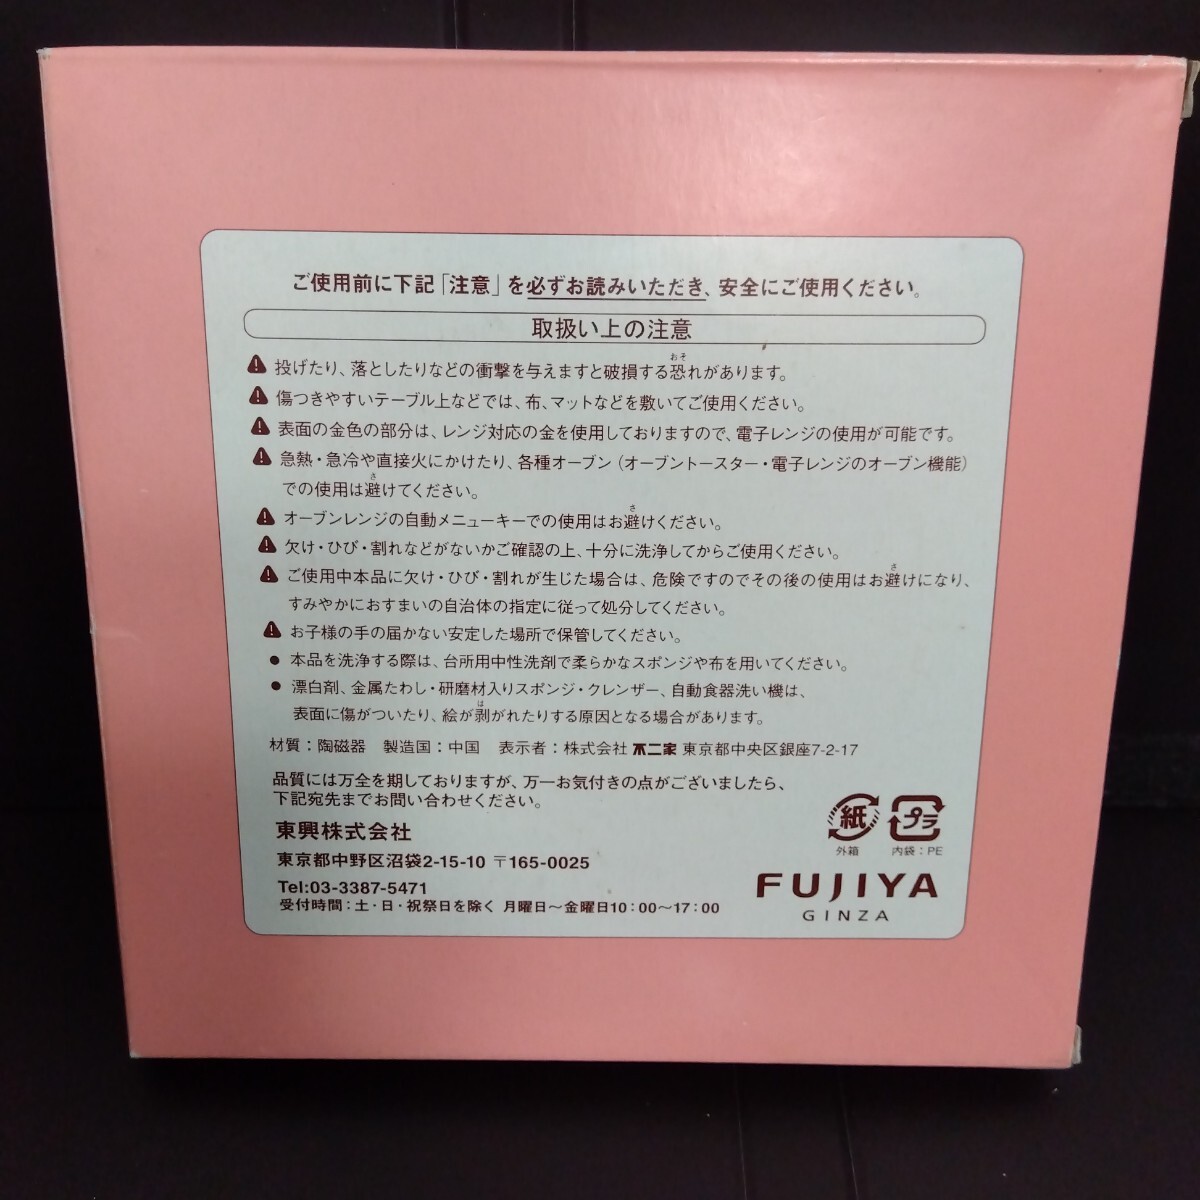 ご使用前に下記「注意」を必ずお読みいただき、安全にご使用ください。
取扱い上の注意
投げたり、落としたりなどの衝撃を与えますと破損する恐れがあります。
傷つきやすいテーブル上などでは、布、マットなどを敷いてご使用ください。
表面の金色の部分は、レンジ対応の金を使用しておりますので、電子レンジの使用が可能です。
急熱・急冷や直接火にかけたり、各種オーブン（オーブントースター・電子レンジのオーブン機能）
での使用は避けてください。
オーブンレンジの自動メニューキーでの使用はお避けください。
欠け・ひび・割れなどがないかご確認の上、十分に洗浄してからご使用ください。
ご使用中本品に欠け・ひび・割れが生じた場合は、危険ですのでその後の使用はお避けになり、
すみやかにおすまいの自治体の指定に従って処分してください。
お子様の手の届かない安定した場所で保管してください。
● 本品を洗浄する際は、台所用中性洗剤で柔らかなスポンジや布を用いてください。
● 漂白剤、金属たわし・研磨材入りスポンジ・クレンザー、自動食器洗い機は、
表面に傷がついたり、絵が剥がれたりする原因となる場合があります。
材質：陶磁器 製造国：中国 表示者：株式会社 不二家 東京都中央区銀座7-2-17
品質には万全を期しておりますが、万一お気付きの点がございましたら、
下記宛先までお問い合わせください。
東興株式会社
東京都中野区沼袋2-15-10 〒165-0025
Tel:03-3387-5471
受付時間：土・日・祝祭日を除く 月曜日～金曜日10：00～17：00
紙 プラ
外箱 内袋：PE
FUJIYA
GINZA